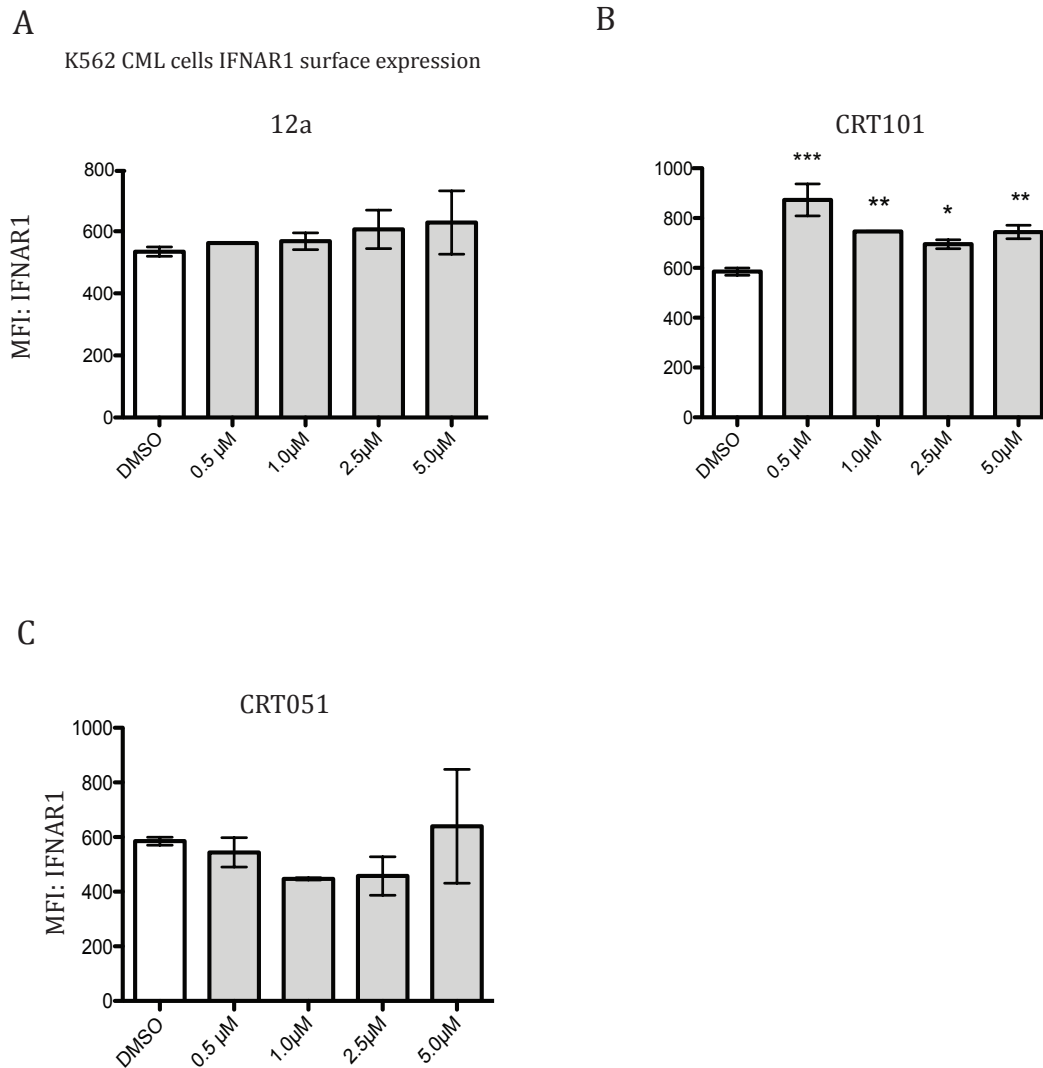 A
K562 CML cells IFNAR1 surface expression
12a
MFI: IFNAR1
800
600
400
200
0
DMSO
0.5 µM
1.0µM
2.5µM
5.0µM
B
CRT101
1000
800
600
400
200
0
***
**
*
**
DMSO
0.5 µM
1.0µM
2.5µM
5.0µM
C
CRT051
MFI: IFNAR1
1000
800
600
400
200
0
DMSO
0.5 µM
1.0µM
2.5µM
5.0µM